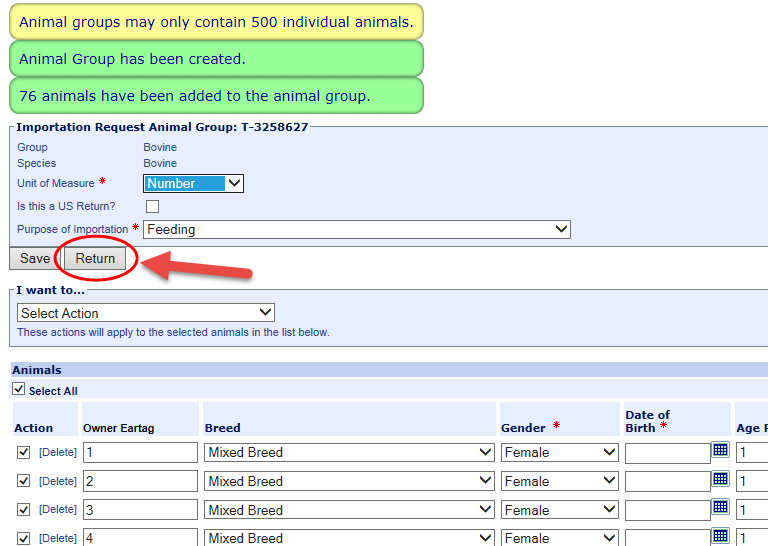 Animal groups may only contain 500 individual animals.
Animal Group has been created.
76 animals have been added to the animal group.
Importation Request Animal Group: T-3258627
Group Bovine
Species Bovine
Unit of Measure * Number
Is this a US Return?
Purpose of Importation * Feeding
Save Return
I want to...
Select Action
These actions will apply to the selected animals in the list below.
Animals
Select All
Action Owner Eartag Breed Gender * Date of Birth * Age
[Delete] 1 Mixed Breed Female 1
[Delete] 2 Mixed Breed Female 1
[Delete] 3 Mixed Breed Female 1
[Delete] 4 Mixed Breed Female 1